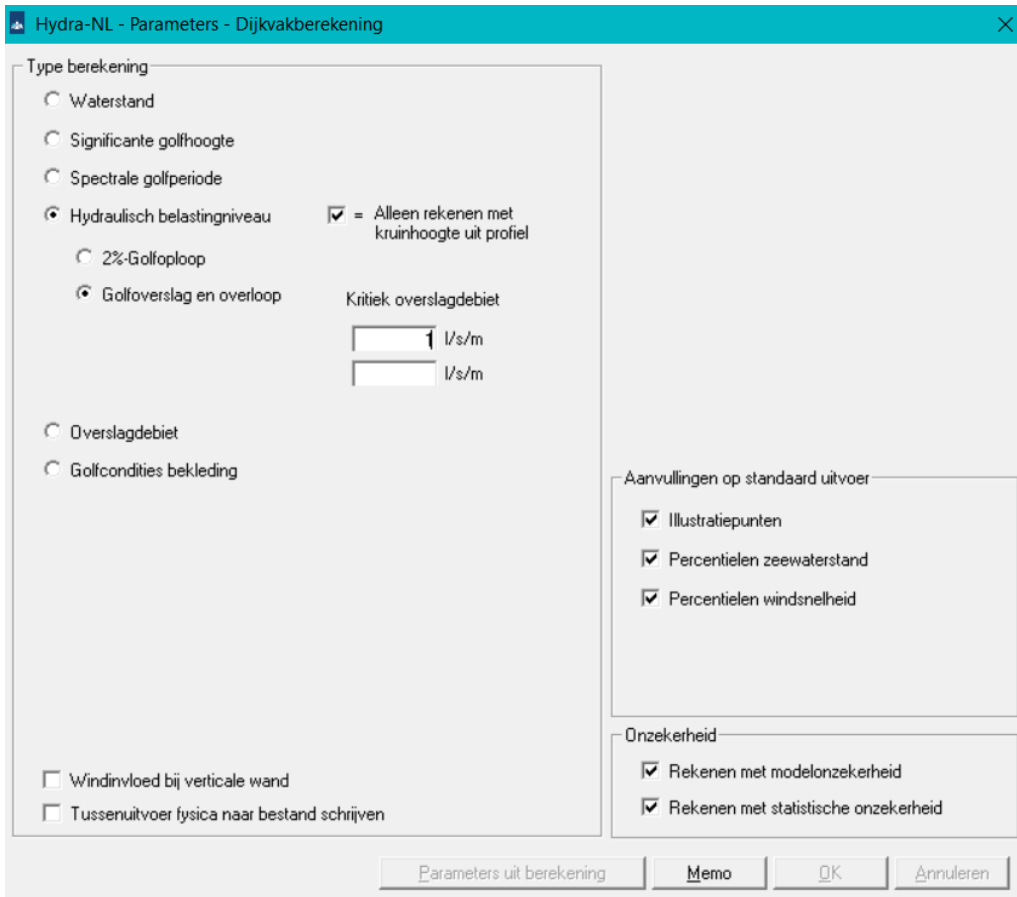 Hydra-NL - Parameters - Dijkvakberekening
Type berekening
Waterstand
Significante golfhoogte
Spectrale golfperiode
Hydraulisch belastingniveau
= Alleen rekenen met
kruinhoogte uit profiel
2%-Golfoploop
Golfoverslag en overloop
Kritiek overslagdebiet
1 l/s/m
l/s/m
Overslagdebiet
Golfcondities bekleding
Windinvloed bij verticale wand
Tussenuitvoer fysica naar bestand schrijven
Aanvullingen op standaard uitvoer
Illustratiepunten
Percentielen zeewaterstand
Percentielen windsnelheid
Onzekerheid
Rekenen met modelonzekerheid
Rekenen met statistische onzekerheid
Parameters uit berekening
Memo
OK
Annuleren